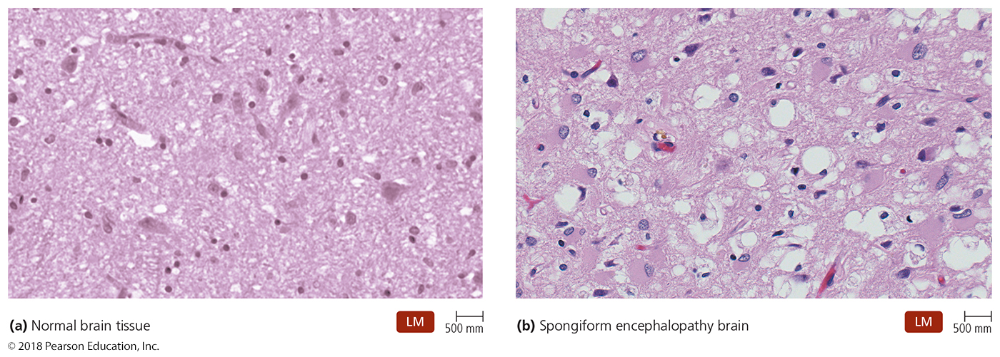 (a) Normal brain tissue
LM
500 mm
© 2018 Pearson Education, Inc.
(b) Spongiform encephalopathy brain
LM
500 mm